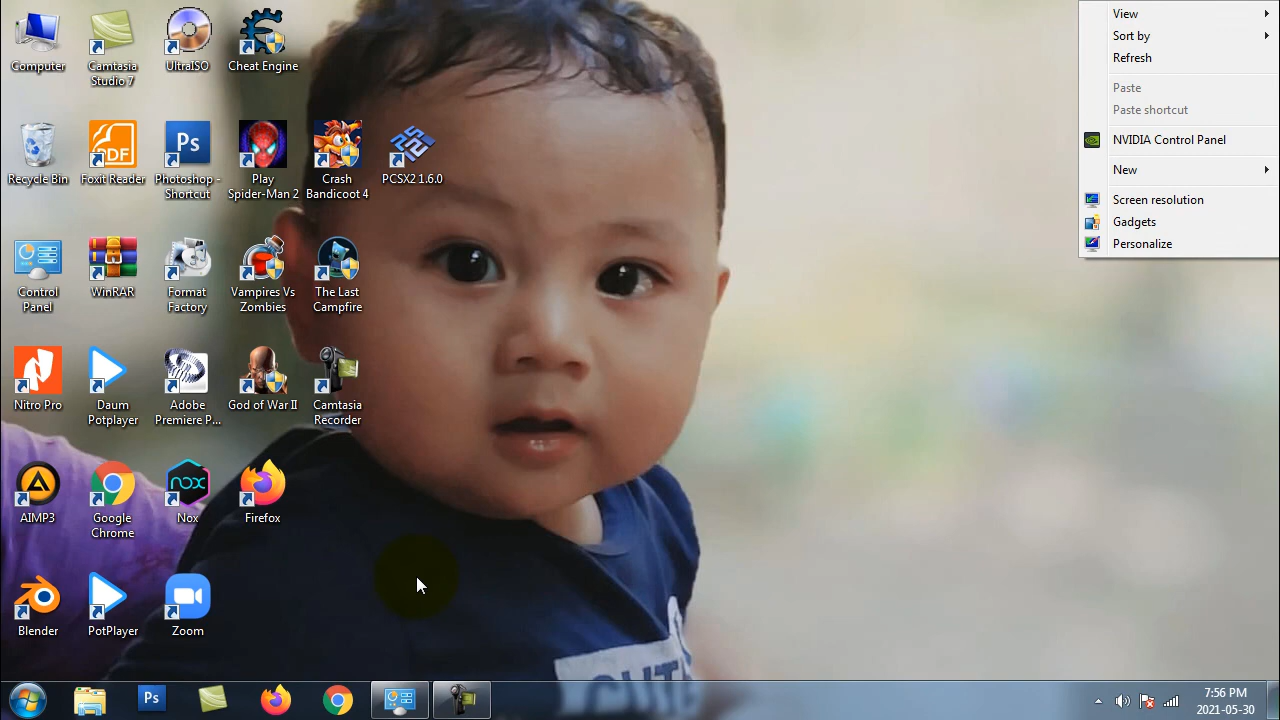 Computer
Camtasia
Studio 7
UltraISO
Cheat Engine
Recycle Bin
PDF
Foxit Reader
Ps
Photoshop -
Shortcut
Play
Spider-Man 2
Crash
Bandicoot 4
PCSX2 1.6.0
Control
Panel
WinRAR
Format
Factory
Vampires Vs
Zombies
The Last
Campfire
Nitro Pro
Daum
Potplayer
Adobe
Premiere P...
God of War II
Camtasia
Recorder
AIMP3
Google
Chrome
nox
Nox
Firefox
Blender
PotPlayer
Zoom
View
Sort by
Refresh
Paste
Paste shortcut
NVIDIA Control Panel
New
Screen resolution
Gadgets
Personalize
Ps
7:56 PM
2021-05-30